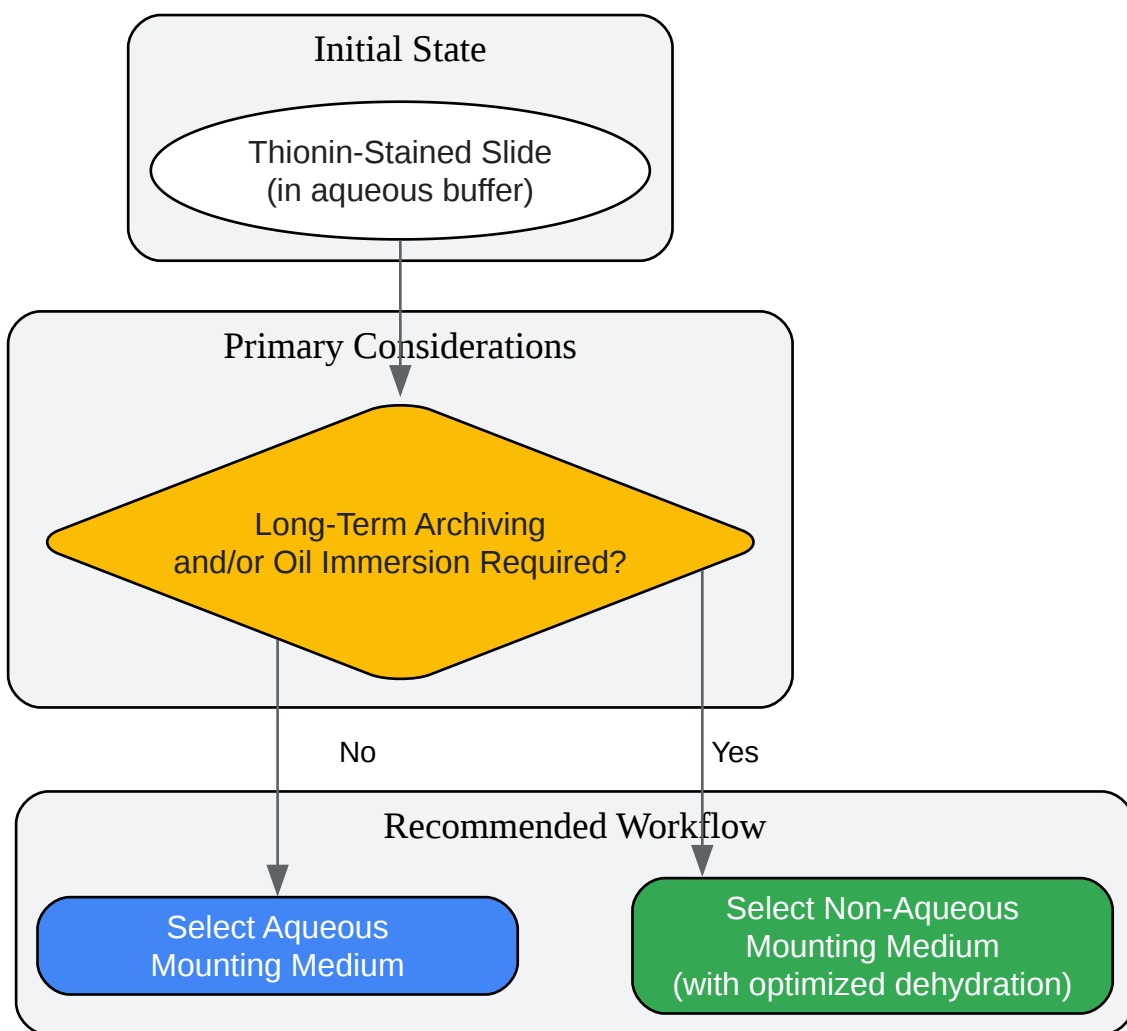 Initial State
Thionin-Stained Slide
(in aqueous buffer)
Primary Considerations
Long-Term Archiving
and/or Oil Immersion Required?
No
Yes
Recommended Workflow
Select Aqueous
Mounting Medium
Select Non-Aqueous
Mounting Medium
(with optimized dehydration)